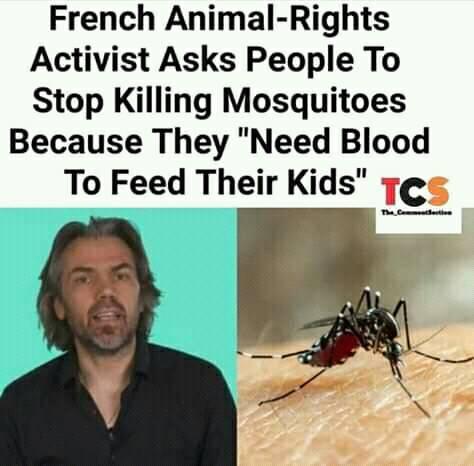 French Animal-Rights
Activist Asks People To
Stop Killing Mosquitoes
Because They "Need Blood
To Feed Their Kids"
TCS
The_CommentSection